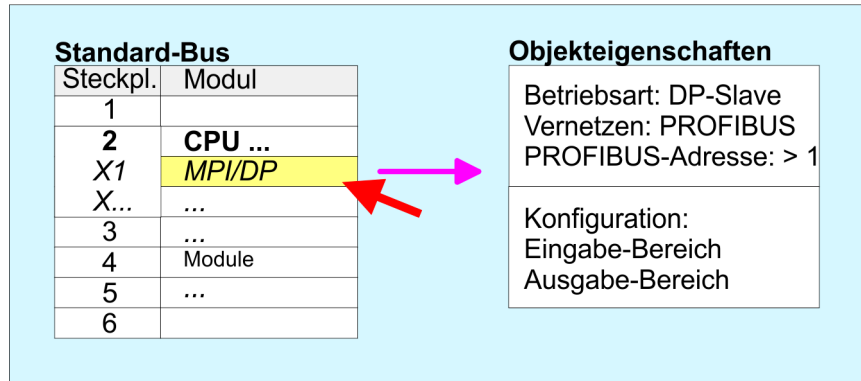 Standard-Bus
Steckpl. Modul
1
2 CPU ...
X1 MPI/DP
X... ...
3 ...
4 Module
5 ...
6
Objekteigenschaften
Betriebsart: DP-Slave
Vernetzen: PROFIBUS
PROFIBUS-Adresse: > 1
Konfiguration:
Eingabe-Bereich
Ausgabe-Bereich